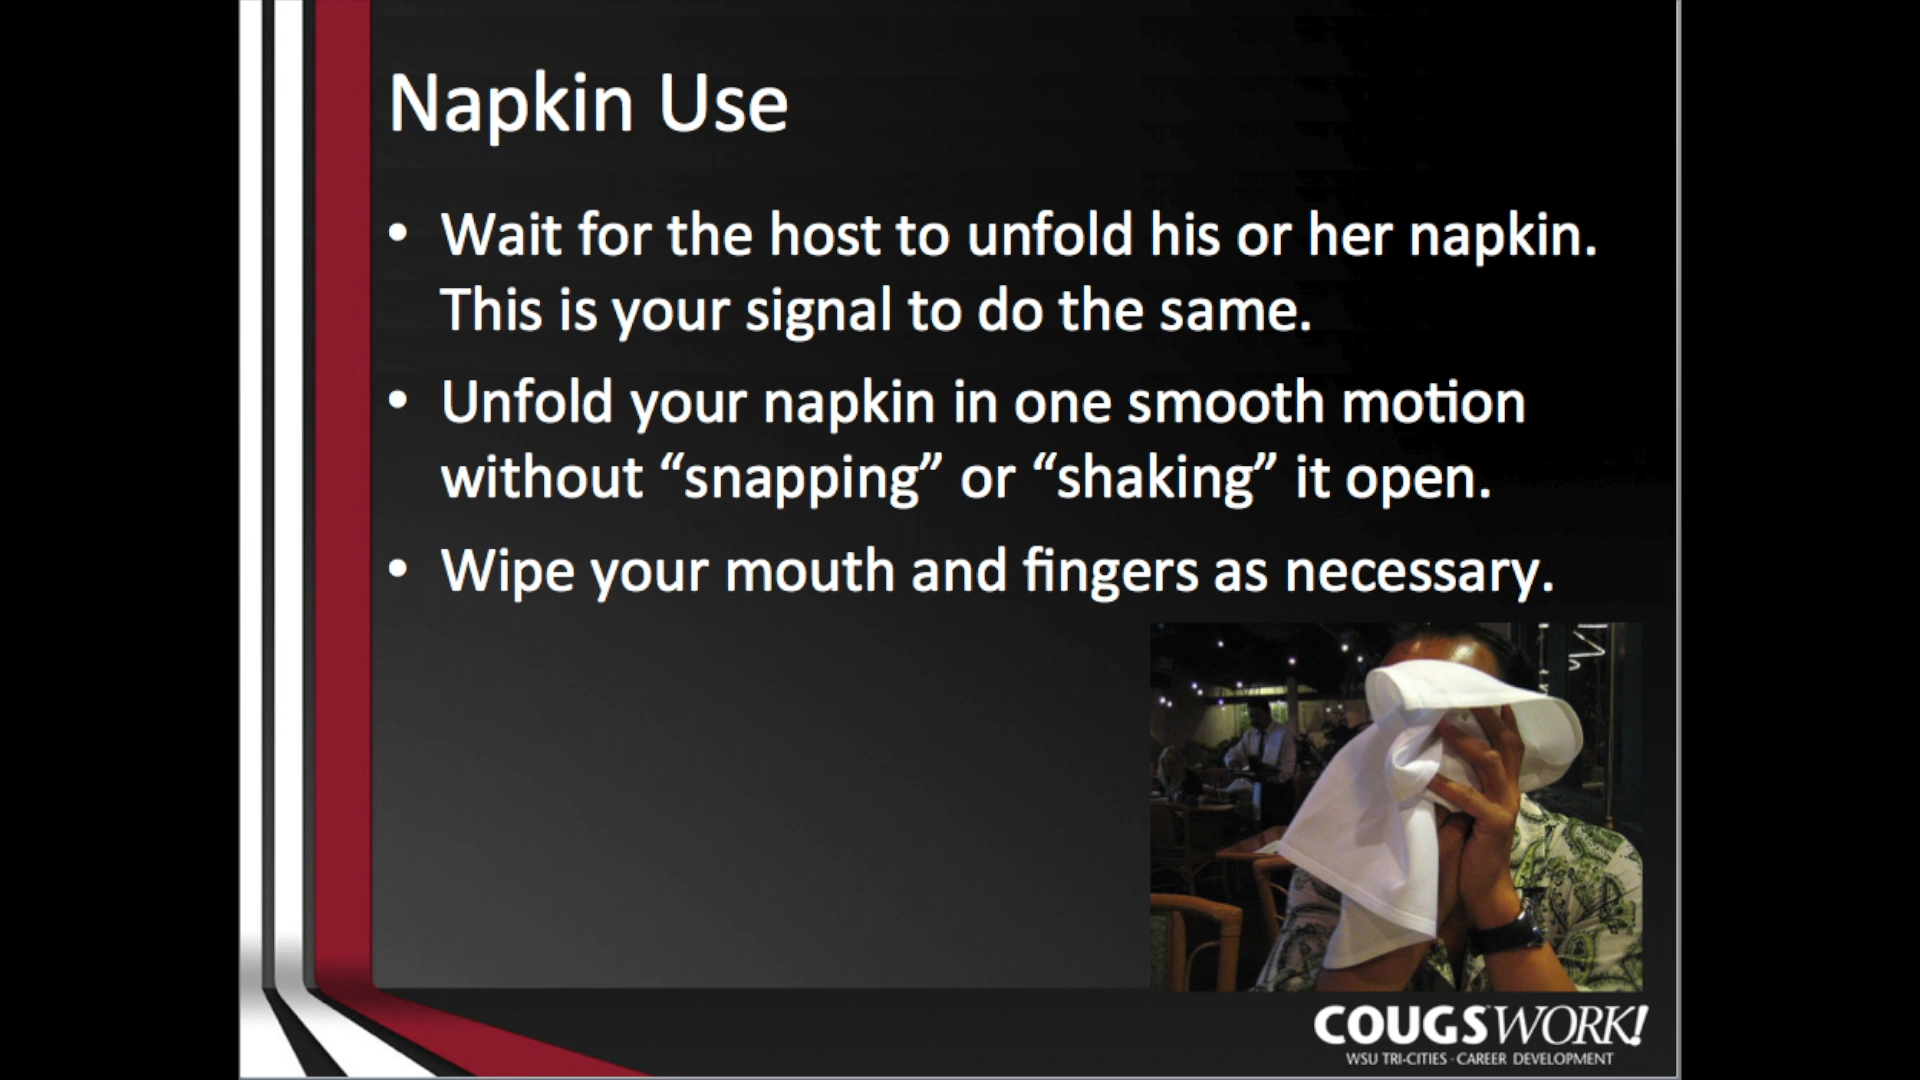 Napkin Use
• Wait for the host to unfold his or her napkin.
This is your signal to do the same.
• Unfold your napkin in one smooth motion
without “snapping” or “shaking” it open.
• Wipe your mouth and fingers as necessary.
COUGSWORK!
WSU TRI-CITIES · CAREER DEVELOPMENT